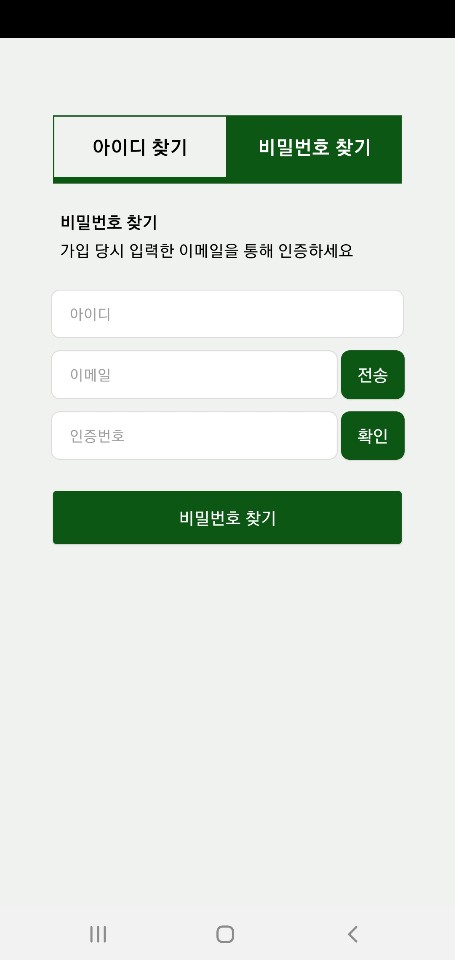 아이디 찾기
비밀번호 찾기
비밀번호 찾기
가입 당시 입력한 이메일을 통해 인증하세요
아이디
이메일
전송
인증번호
확인
비밀번호 찾기